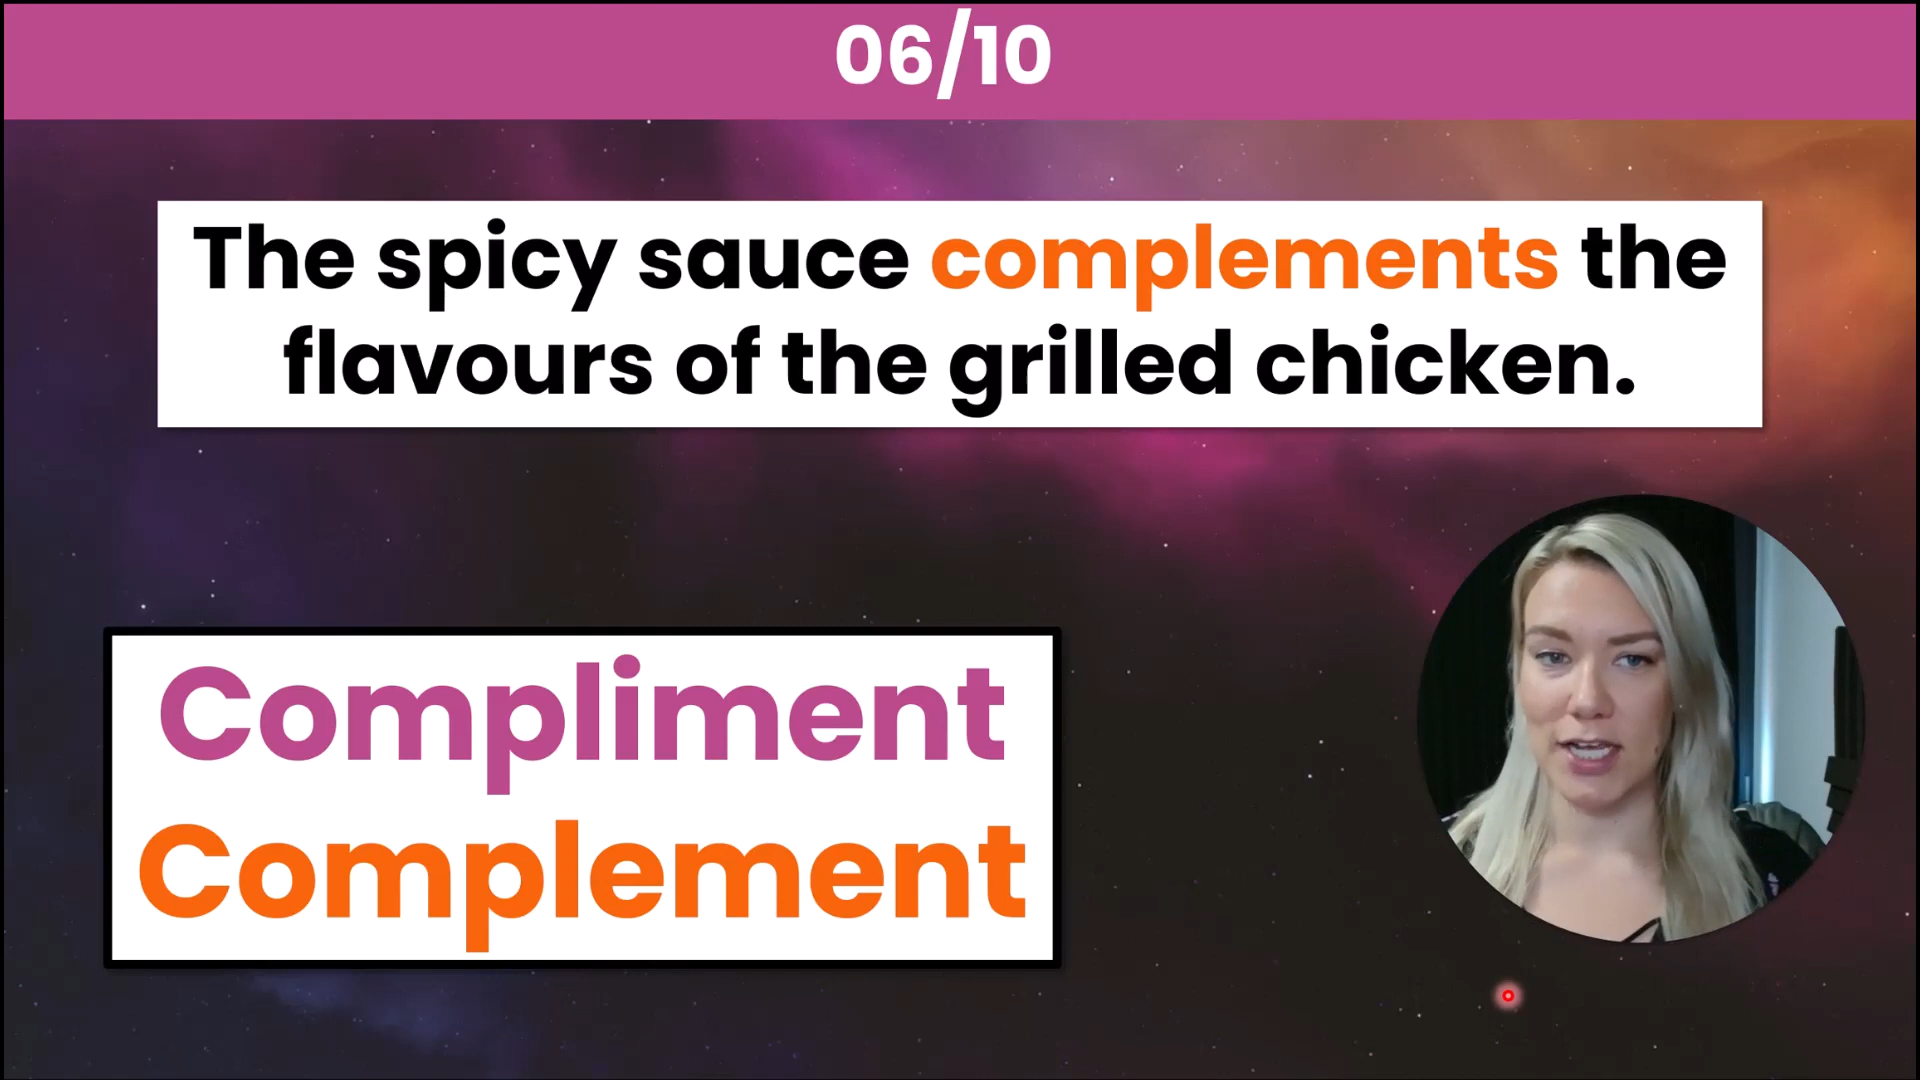 06/10
The spicy sauce complements the
flavours of the grilled chicken.
Compliment
Complement